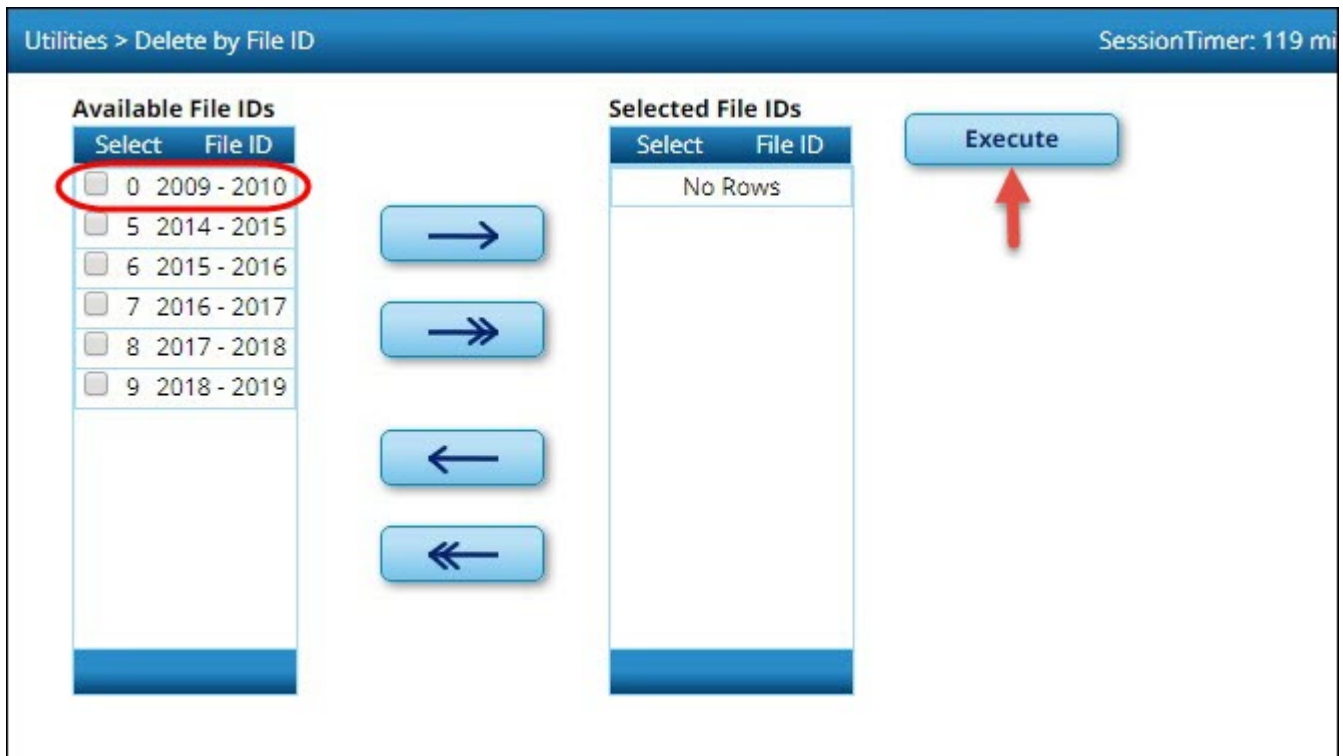 Utilities > Delete by File ID
SessionTimer: 119 mi
Available File IDs
Select File ID
0 2009 - 2010
5 2014 - 2015
6 2015 - 2016
7 2016 - 2017
8 2017 - 2018
9 2018 - 2019
Selected File IDs
Select File ID
No Rows
Execute